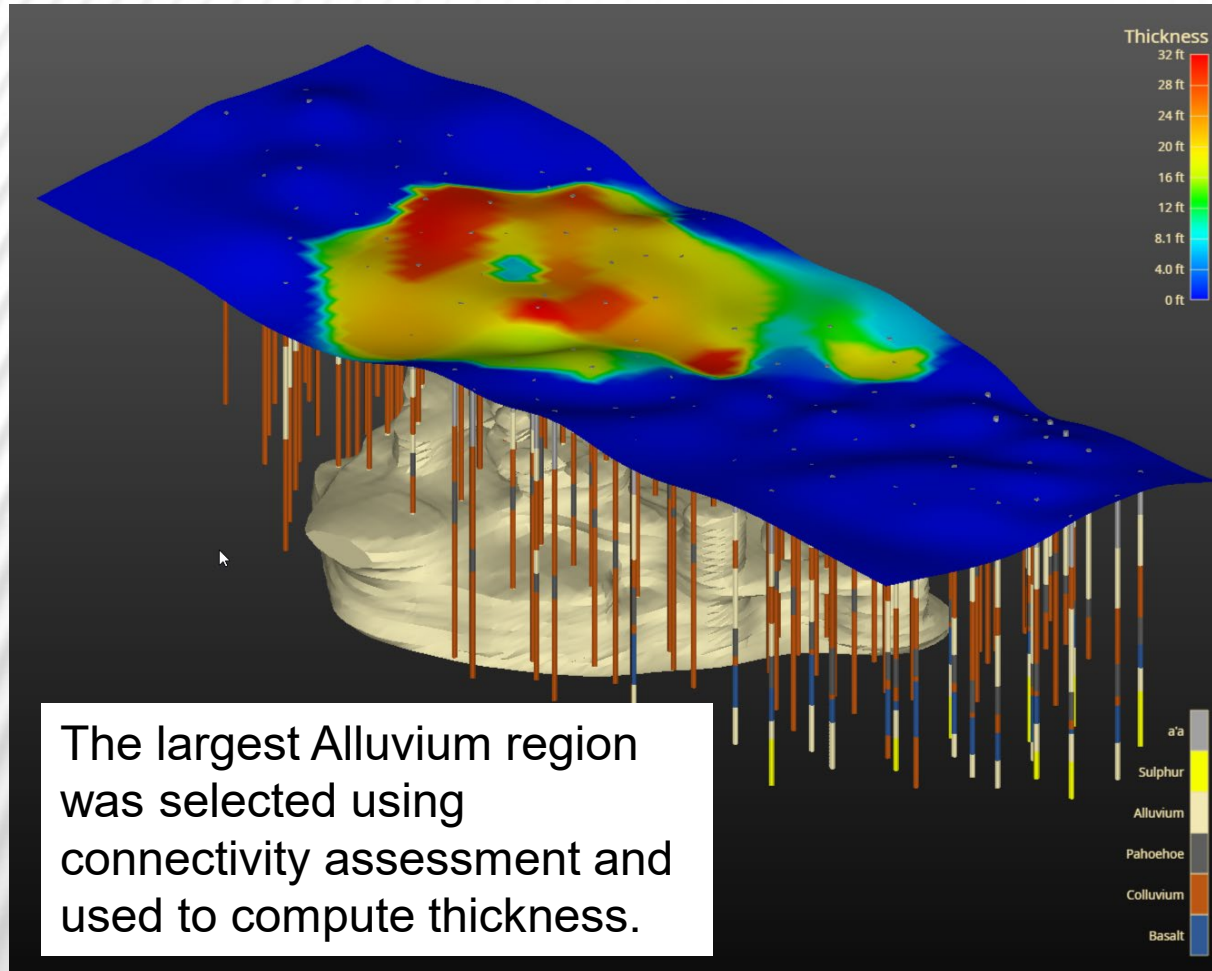 Thickness
32 ft
28 ft
24 ft
20 ft
16 ft
12 ft
8.1 ft
4.0 ft
0 ft
a'a
Sulphur
Alluvium
Pahoehoe
Colluvium
Basalt
The largest Alluvium region
was selected using
connectivity assessment and
used to compute thickness.